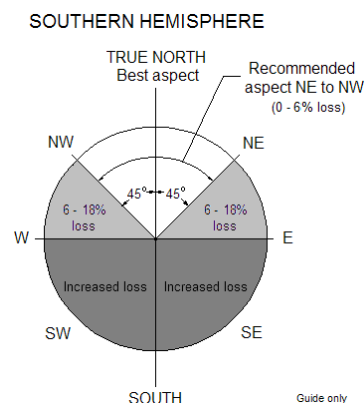 SOUTHERN HEMISPHERE
TRUE NORTH
Best aspect
Recommended
aspect NE to NW
(0 - 6% loss)
NW
NE
45°
45°
6 - 18%
loss
6 - 18%
loss
W
E
Increased loss
Increased loss
SW
SE
SOUTH
Guide only